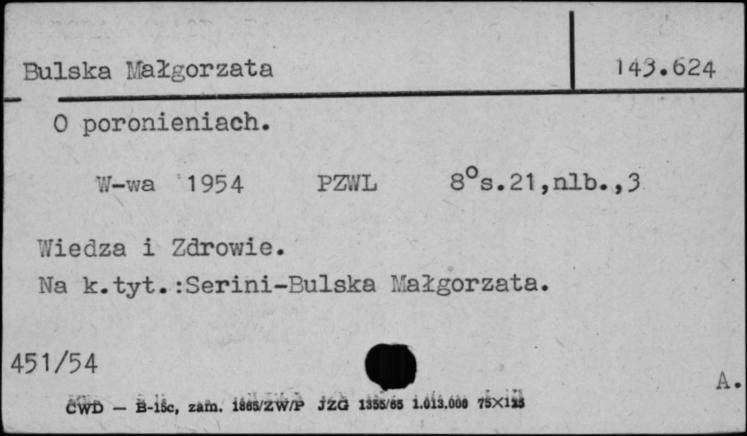 Bulska Małgorzata 143.624
O poronieniach.
W-wa 1954 PZWL 8°s.21,nlb.,3
Wiedza i Zdrowie.
Na k.tyt.:Serini-Bulska Małgorzata.
451/54
A.
CWD — B-15c, zam. 1865/ZW/P JZG 1355/65 1.013.000 75×125